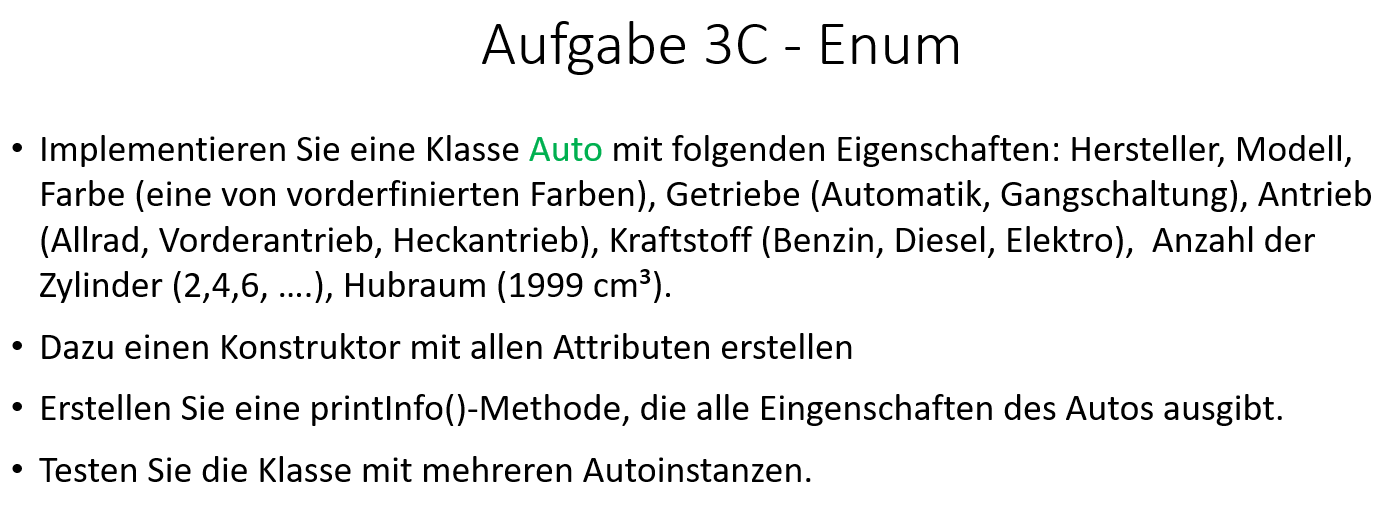 Aufgabe 3C - Enum
• Implementieren Sie eine Klasse Auto mit folgenden Eigenschaften: Hersteller, Modell,
Farbe (eine von vorderfinierten Farben), Getriebe (Automatik, Gangschaltung), Antrieb
(Allrad, Vorderantrieb, Heckantrieb), Kraftstoff (Benzin, Diesel, Elektro),  Anzahl der
Zylinder (2,4,6, ….), Hubraum (1999 cm³).
• Dazu einen Konstruktor mit allen Attributen erstellen
• Erstellen Sie eine printInfo()-Methode, die alle Eingenschaften des Autos ausgibt.
• Testen Sie die Klasse mit mehreren Autoinstanzen.